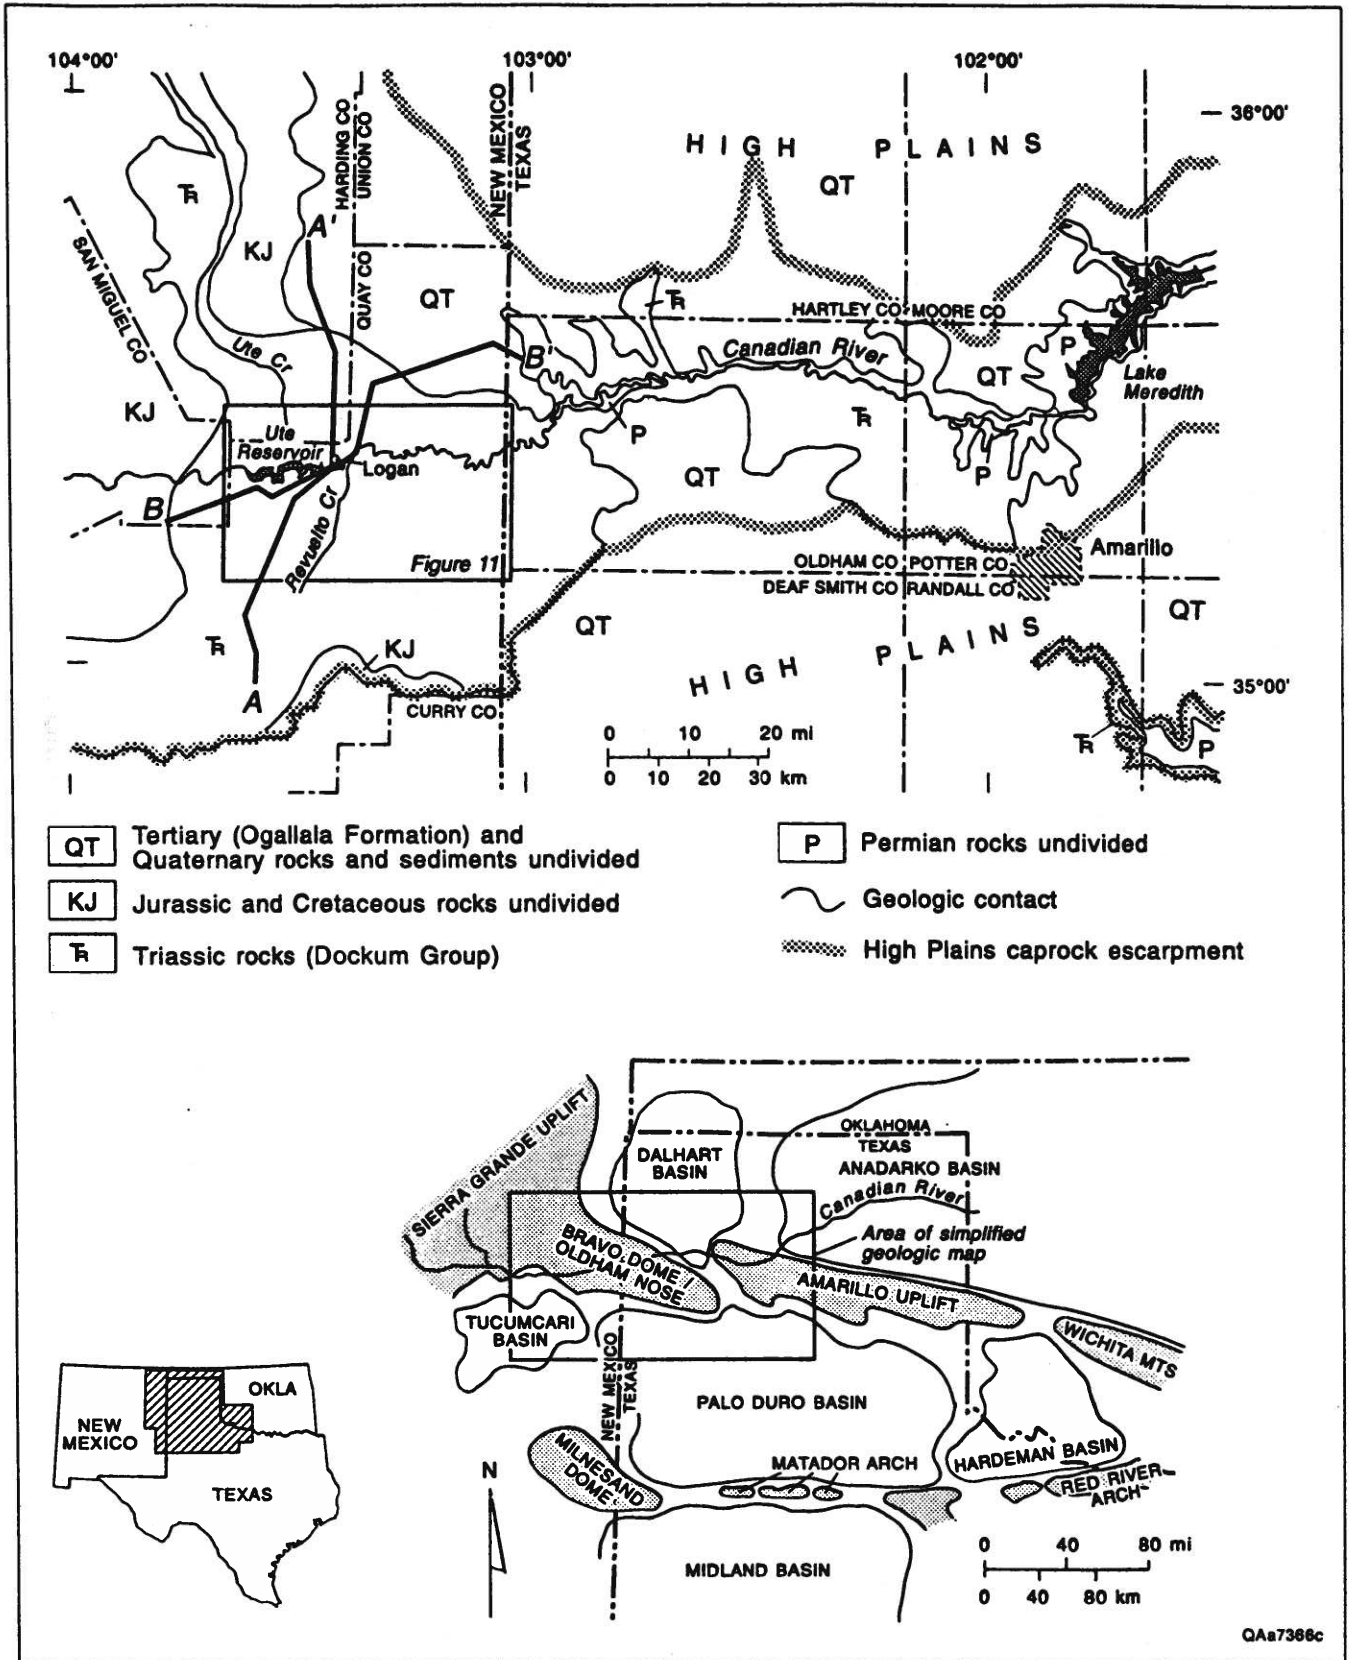 104°00'
103°00'
102°00'
36°00'
HARDING CO
UNION CO
NEW MEXICO
TEXAS
HIGH PLAINS
QT
TR
A'
KJ
SAN MIGUEL CO
QUAY CO
QT
TR
HARTLEY CO
MOORE CO
Ute Cr
B'
Canadian River
P
QT
Lake
Meredith
KJ
TR
Ute
Reservoir
P
Logan
QT
P
B
Revuelto Cr
Figure 11
Amarillo
OLDHAM CO
POTTER CO
DEAF SMITH CO
RANDALL CO
QT
QT
TR
KJ
HIGH PLAINS
A
CURRY CO
35°00'
0 10 20 mi
0 10 20 30 km
TR
P
QT
Tertiary (Ogallala Formation) and
Quaternary rocks and sediments undivided
KJ
Jurassic and Cretaceous rocks undivided
TR
Triassic rocks (Dockum Group)
P
Permian rocks undivided
Geologic contact
High Plains caprock escarpment
SIERRA GRANDE UPLIFT
DALHART
BASIN
OKLAHOMA
TEXAS
ANADARKO BASIN
Canadian River
Area of simplified
geologic map
BRAVO DOME /
OLDHAM NOSE
AMARILLO UPLIFT
TUCUMCARI
BASIN
WICHITA MTS
NEW MEXICO
TEXAS
PALO DURO BASIN
HARDEMAN BASIN
MILNESAND
DOME
MATADOR ARCH
RED RIVER
ARCH
MIDLAND BASIN
N
OKLA
NEW
MEXICO
TEXAS
0 40 80 mi
0 40 80 km
QAa7366c